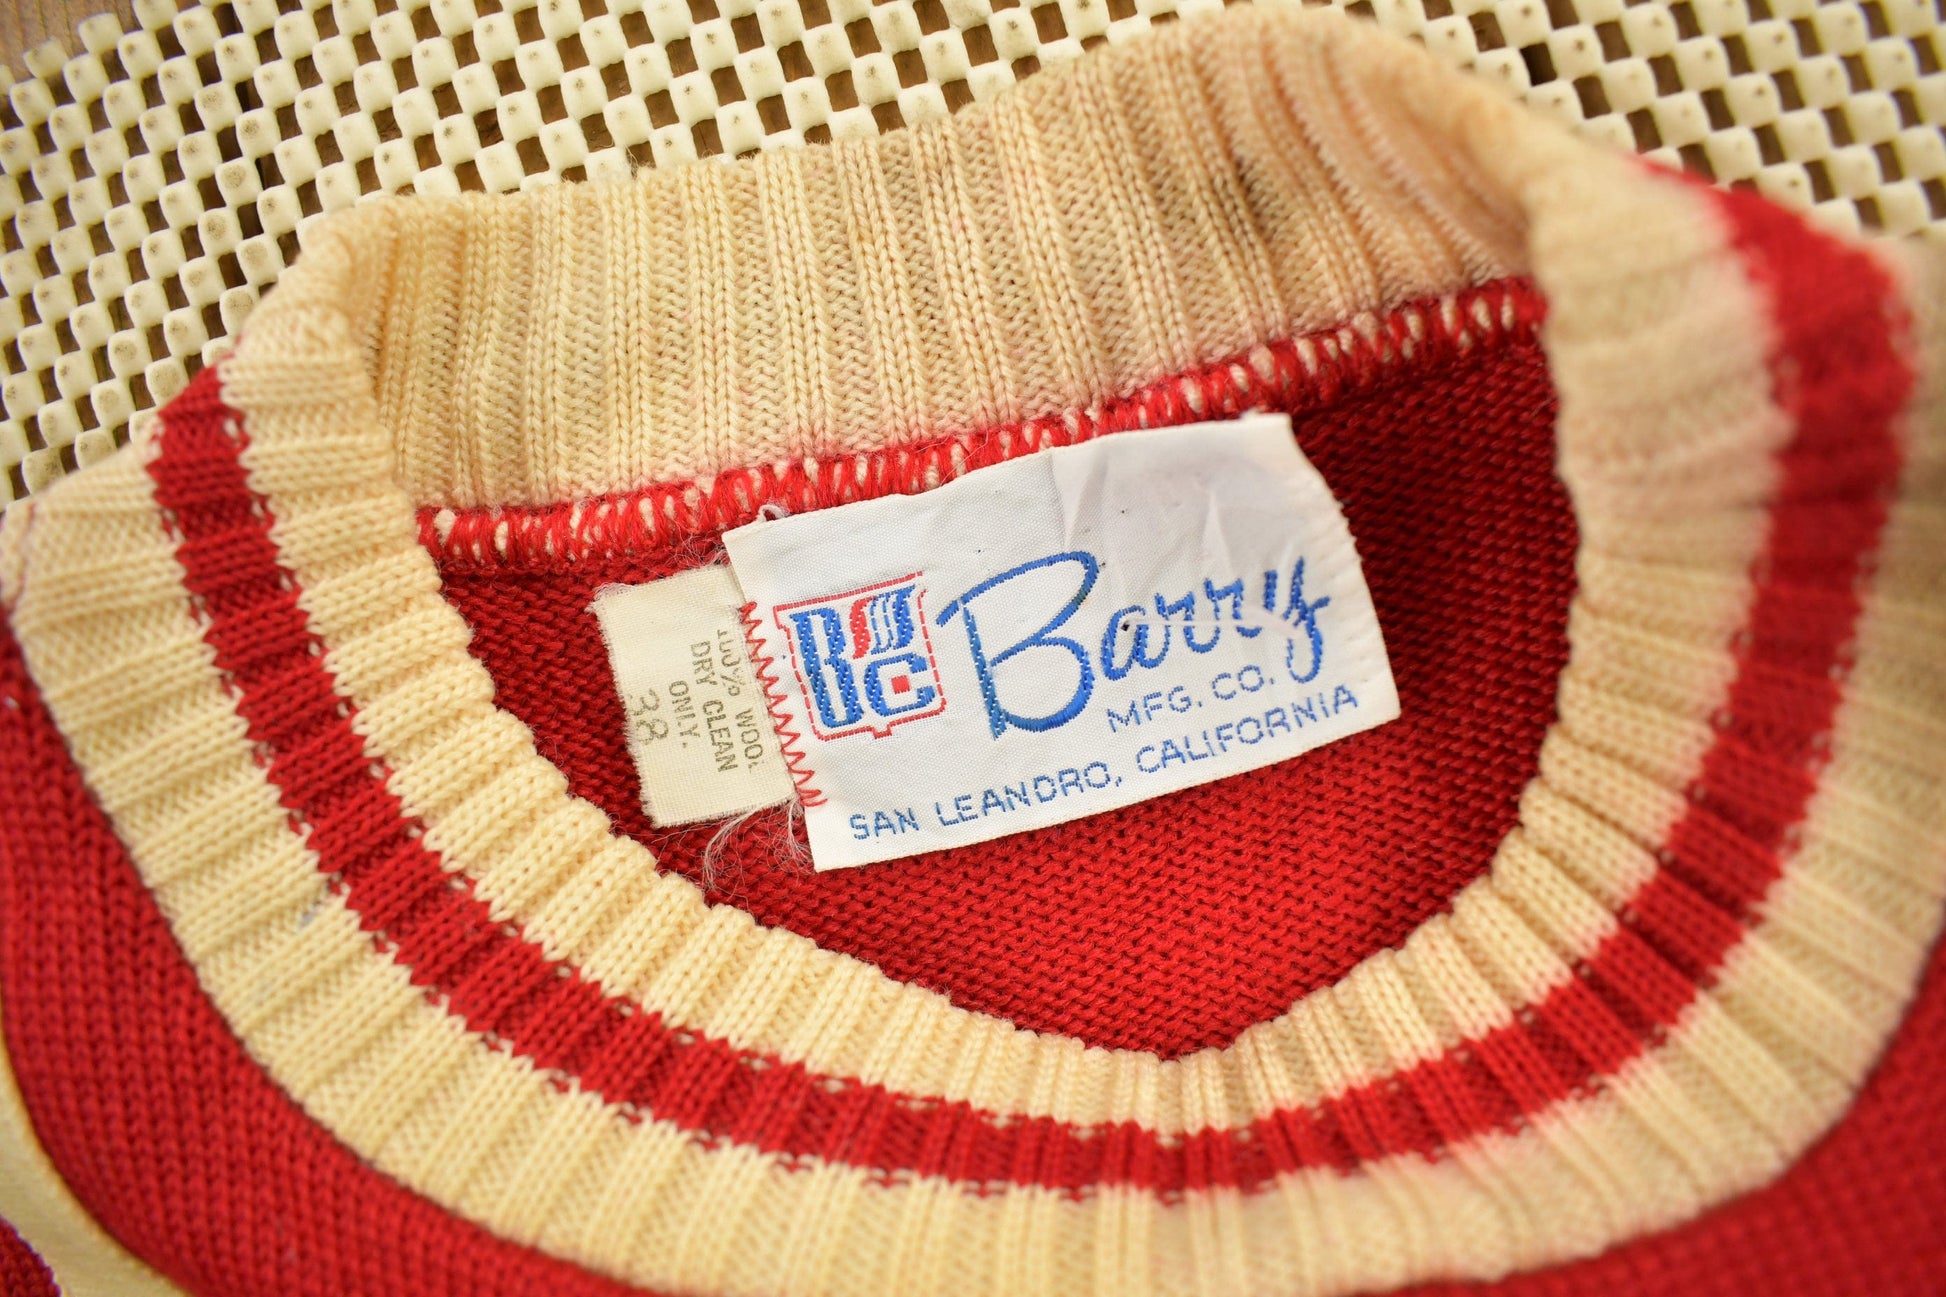 BMC
Barry
MFG. CO.
SAN LEANDRO, CALIFORNIA
100% WOOL
DRY CLEAN
ONLY.
38